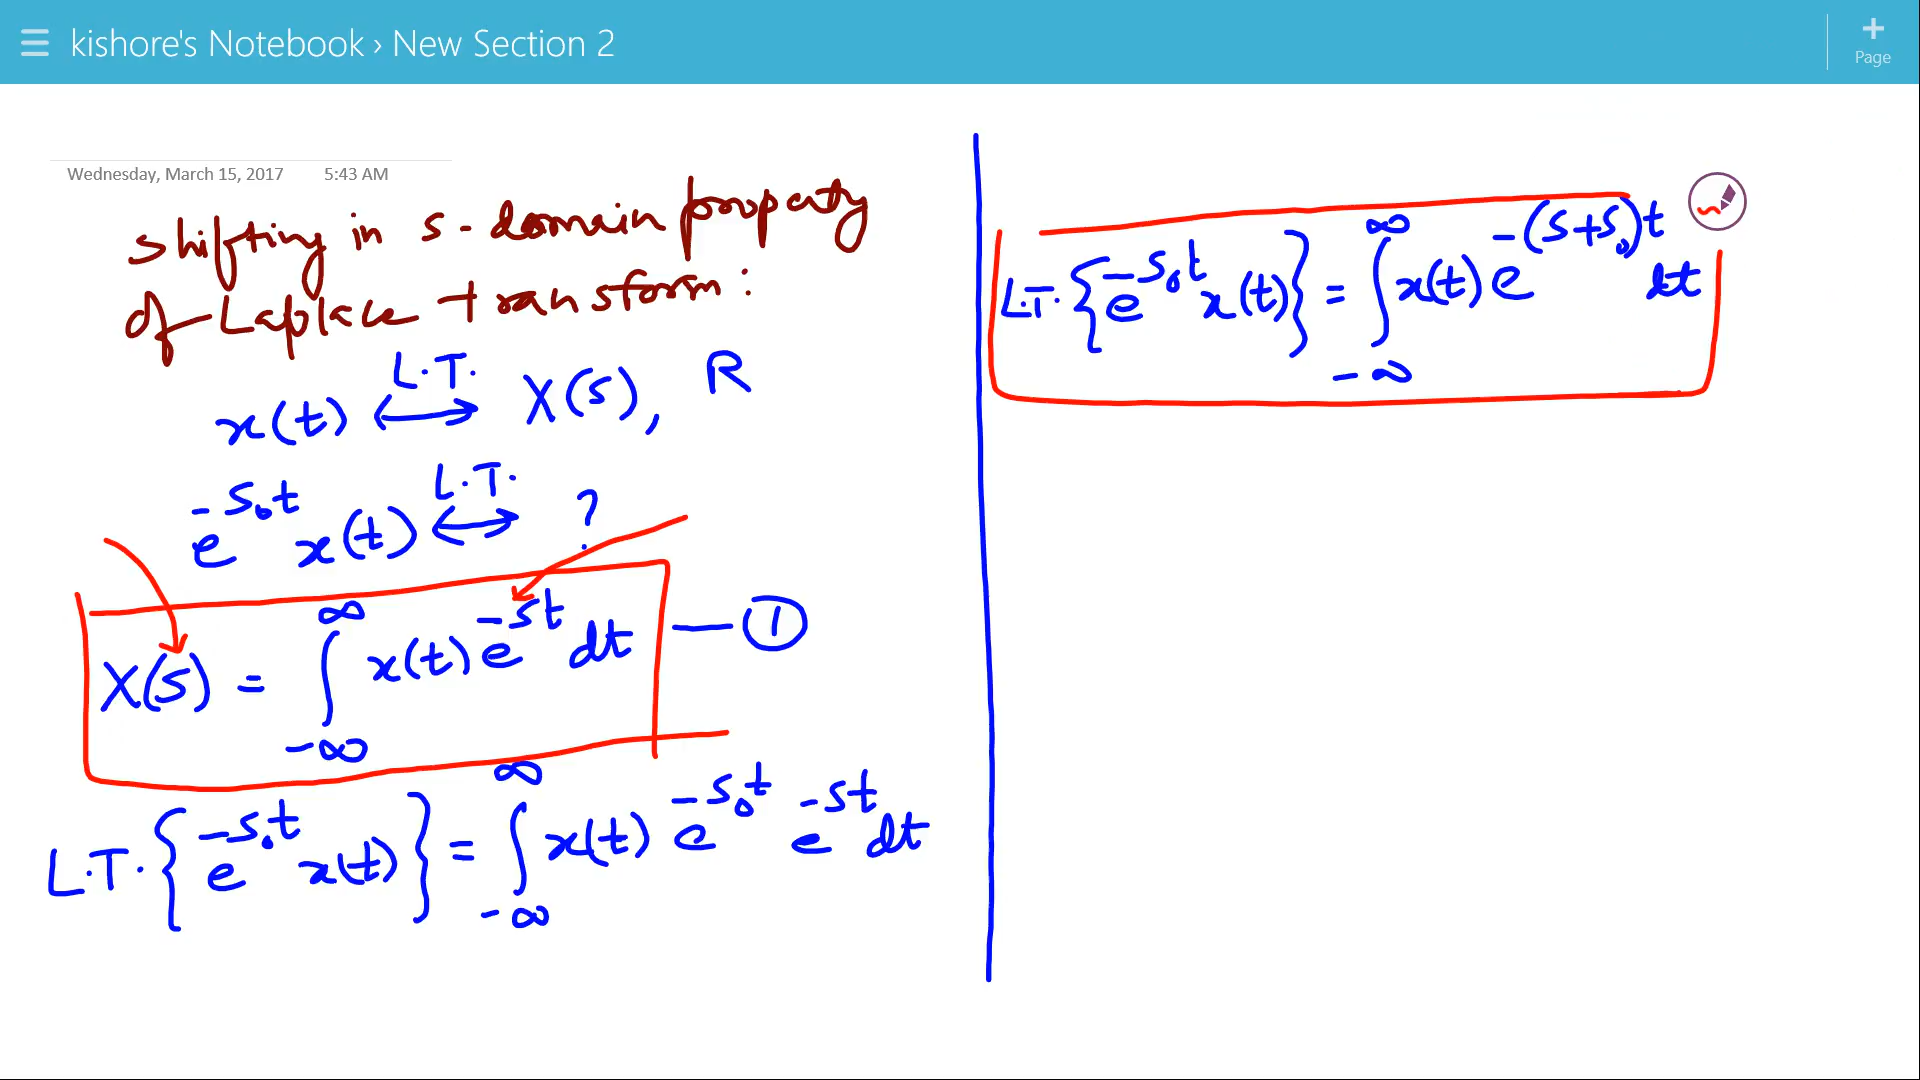 kishore's Notebook › New Section 2
+ Page
Wednesday, March 15, 2017 5:43 AM
Shifting in s-domain property
of Laplace transform:
x(t) ⟷ L.T. X(s), R
e^{-s₀t} x(t) ⟷ L.T. ?
X(s) = ∫_{-∞}^{∞} x(t) e^{-st} dt — ①
L.T. {e^{-s₀t} x(t)} = ∫_{-∞}^{∞} x(t) e^{-s₀t} e^{-st} dt
L.T. {e^{-s₀t} x(t)} = ∫_{-∞}^{∞} x(t) e^{-(s+s₀)t} dt